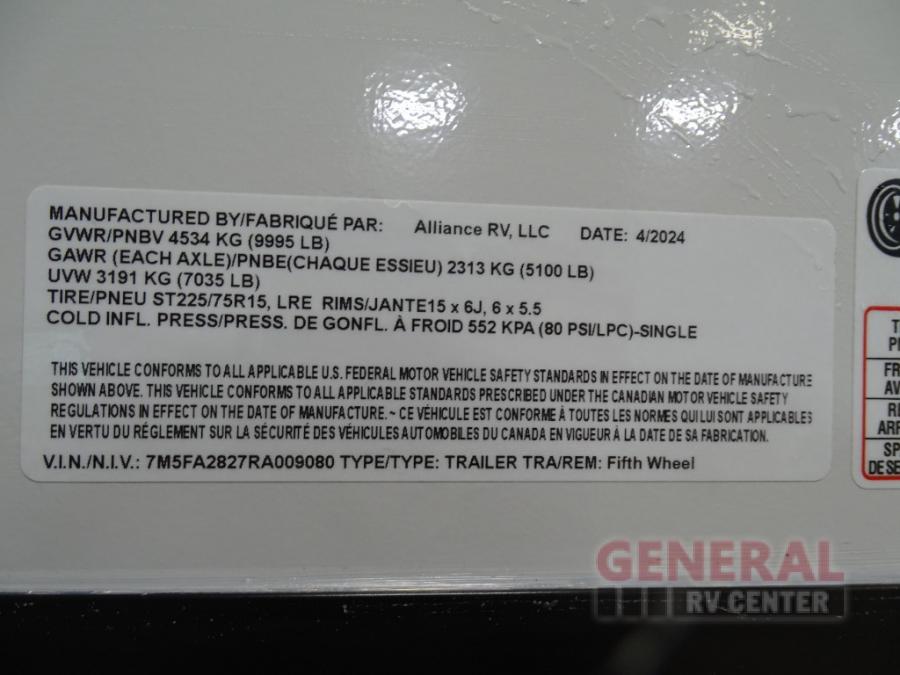 MANUFACTURED BY/FABRIQUÉ PAR: Alliance RV, LLC DATE: 4/2024
GVWR/PNBV 4534 KG (9995 LB)
GAWR (EACH AXLE)/PNBE(CHAQUE ESSIEU) 2313 KG (5100 LB)
UVW 3191 KG (7035 LB)
TIRE/PNEU ST225/75R15, LRE RIMS/JANTE15 x 6J, 6 x 5.5
COLD INFL. PRESS/PRESS. DE GONFL. À FROID 552 KPA (80 PSI/LPC)-SINGLE
THIS VEHICLE CONFORMS TO ALL APPLICABLE U.S. FEDERAL MOTOR VEHICLE SAFETY STANDARDS IN EFFECT ON THE DATE OF MANUFACTURE
SHOWN ABOVE. THIS VEHICLE CONFORMS TO ALL APPLICABLE STANDARDS PRESCRIBED UNDER THE CANADIAN MOTOR VEHICLE SAFETY
REGULATIONS IN EFFECT ON THE DATE OF MANUFACTURE. ~ CE VÉHICULE EST CONFORME À TOUTES LES NORMES QUI LUI SONT APPLICABLES
EN VERTU DU RÉGLEMENT SUR LA SÉCURITÉ DES VÉHICULES AUTOMOBILES DU CANADA EN VIGUEUR À LA DATE DE SA FABRICATION.
V.I.N./N.I.V.: 7M5FA2827RA009080 TYPE/TYPE: TRAILER TRA/REM: Fifth Wheel
GENERAL
RV CENTER